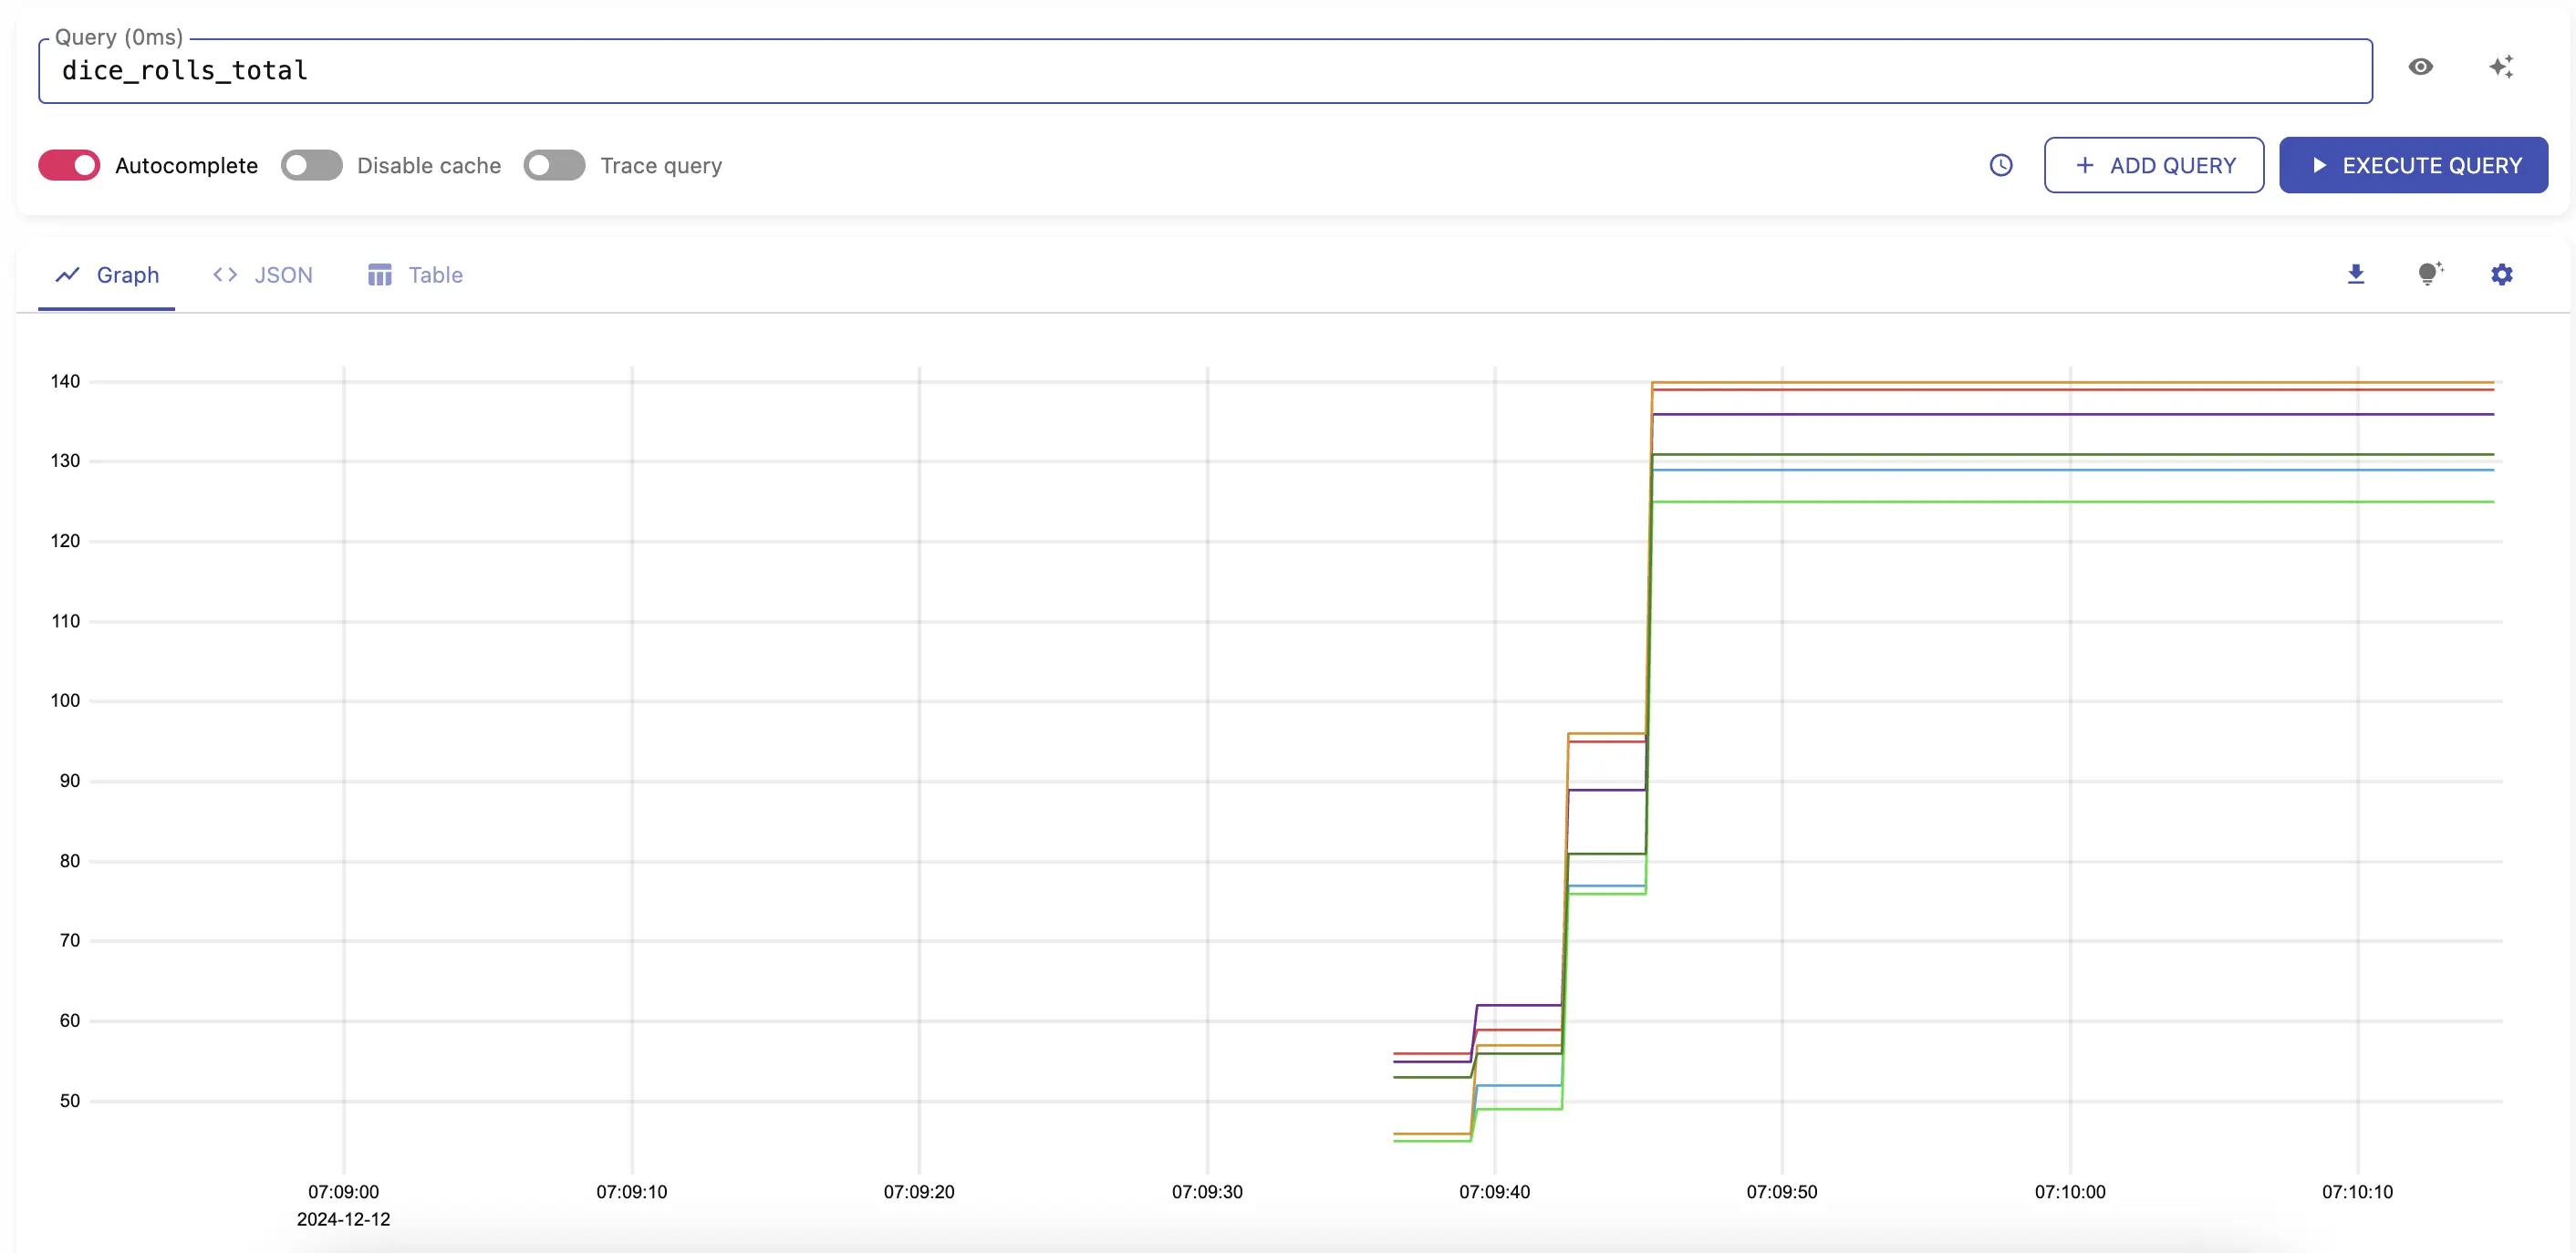 Query (0ms)
dice_rolls_total
Autocomplete Disable cache Trace query ADD QUERY EXECUTE QUERY
Graph JSON Table
140
130
120
110
100
90
80
70
60
50
07:09:00 07:09:10 07:09:20 07:09:30 07:09:40 07:09:50 07:10:00 07:10:10
2024-12-12